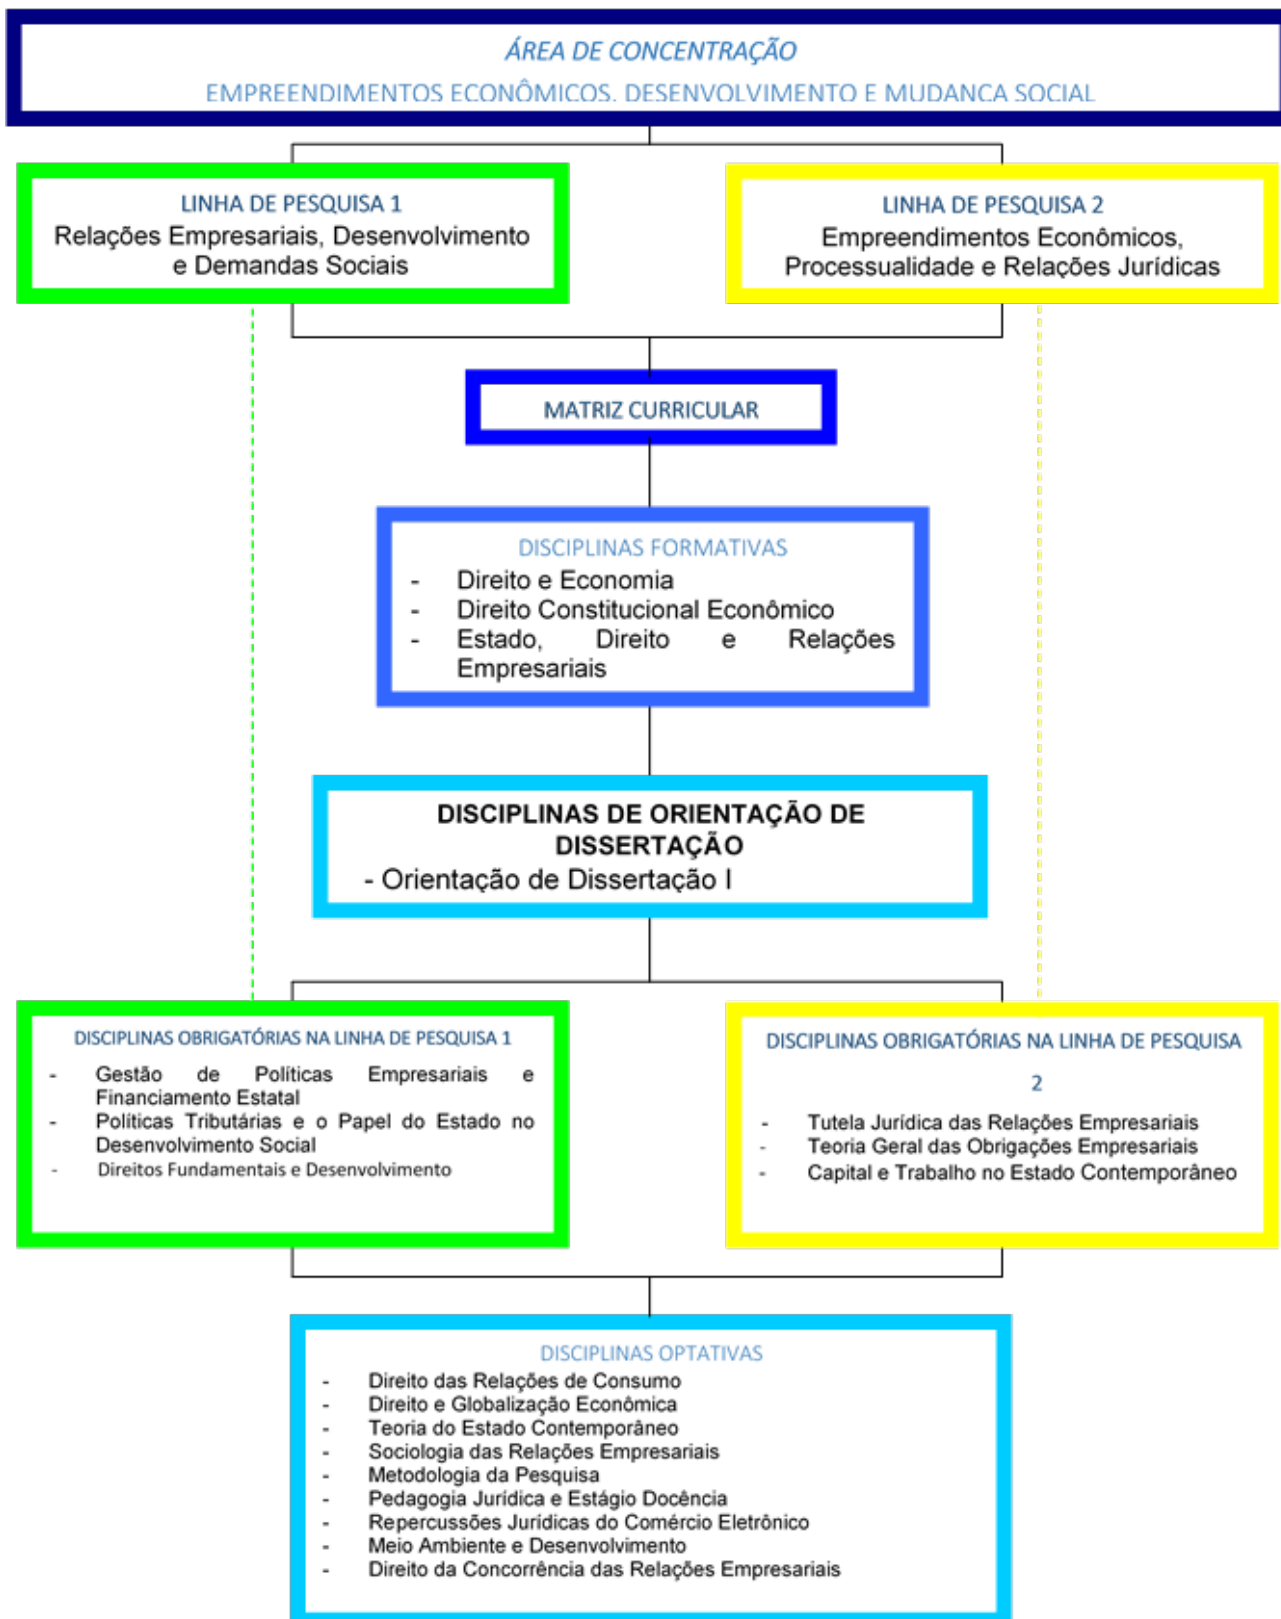 ÁREA DE CONCENTRAÇÃO
EMPREENDIMENTOS ECONÔMICOS, DESENVOLVIMENTO E MUDANCA SOCIAL
LINHA DE PESQUISA 1
Relações Empresariais, Desenvolvimento
e Demandas Sociais
LINHA DE PESQUISA 2
Empreendimentos Econômicos,
Processualidade e Relações Jurídicas
MATRIZ CURRICULAR
DISCIPLINAS FORMATIVAS
- Direito e Economia
- Direito Constitucional Econômico
- Estado, Direito e Relações
Empresariais
DISCIPLINAS DE ORIENTAÇÃO DE
DISSERTAÇÃO
- Orientação de Dissertação I
DISCIPLINAS OBRIGATÓRIAS NA LINHA DE PESQUISA 1
- Gestão de Políticas Empresariais e
Financiamento Estatal
- Políticas Tributárias e o Papel do Estado no
Desenvolvimento Social
- Direitos Fundamentais e Desenvolvimento
DISCIPLINAS OBRIGATÓRIAS NA LINHA DE PESQUISA
2
- Tutela Jurídica das Relações Empresariais
- Teoria Geral das Obrigações Empresariais
- Capital e Trabalho no Estado Contemporâneo
DISCIPLINAS OPTATIVAS
- Direito das Relações de Consumo
- Direito e Globalização Econômica
- Teoria do Estado Contemporâneo
- Sociologia das Relações Empresariais
- Metodologia da Pesquisa
- Pedagogia Jurídica e Estágio Docência
- Repercussões Jurídicas do Comércio Eletrônico
- Meio Ambiente e Desenvolvimento
- Direito da Concorrência das Relações Empresariais